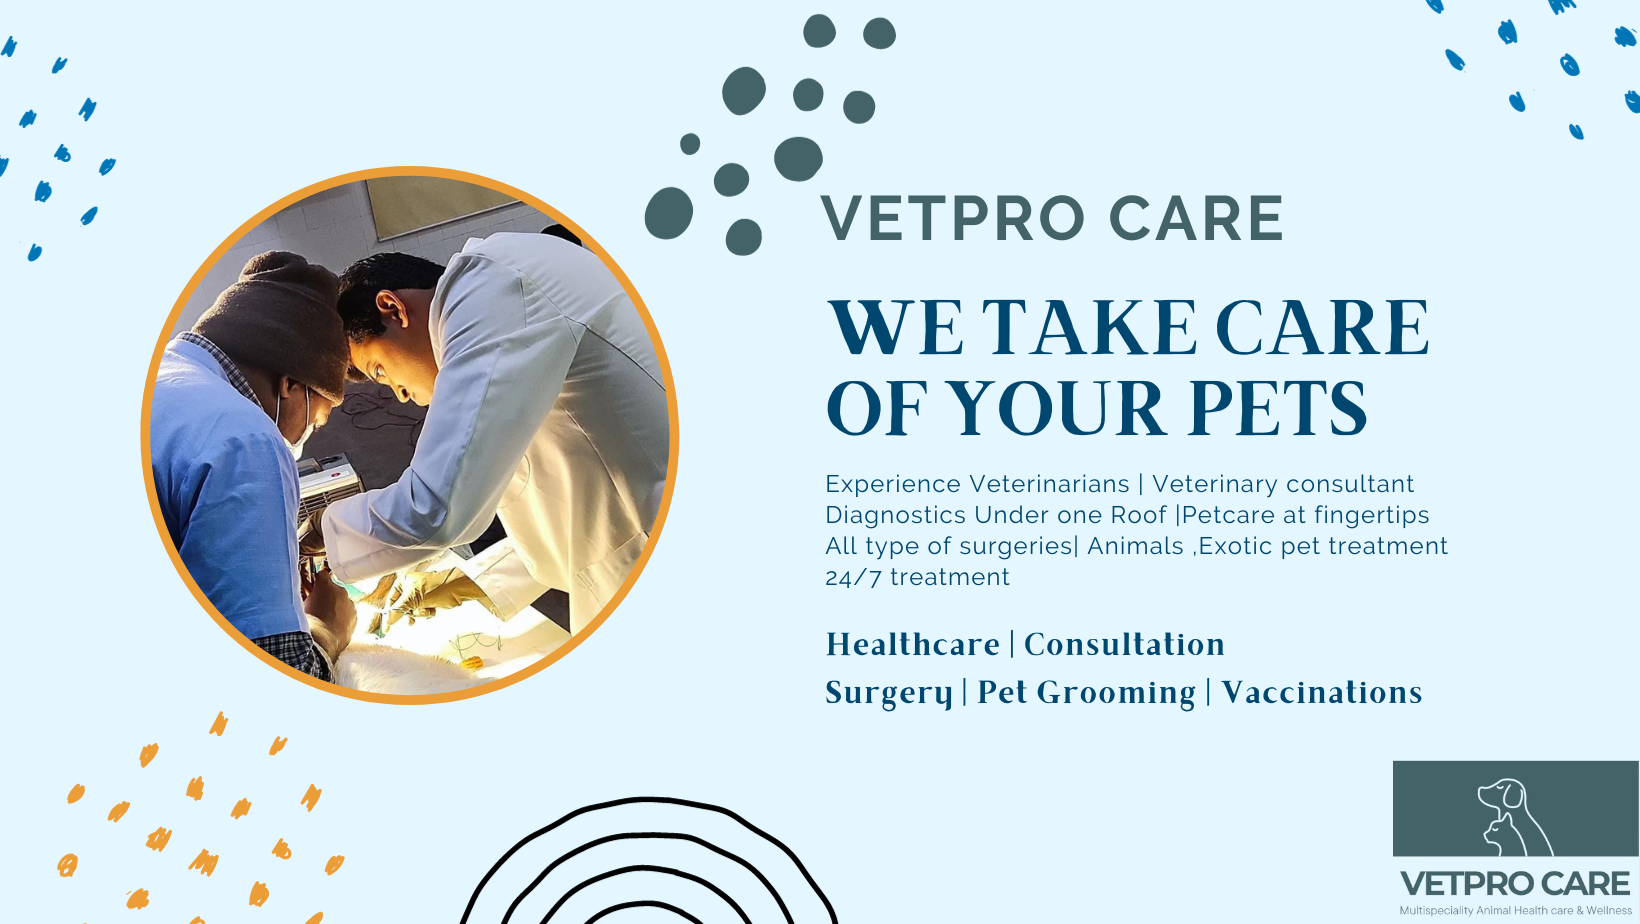 VETPRO CARE
WE TAKE CARE
OF YOUR PETS
Experience Veterinarians | Veterinary consultant
Diagnostics Under one Roof |Petcare at fingertips
All type of surgeries| Animals ,Exotic pet treatment
24/7 treatment
Healthcare | Consultation
Surgery | Pet Grooming | Vaccinations
VETPRO CARE
Multispeciality Animal Health care & Wellness